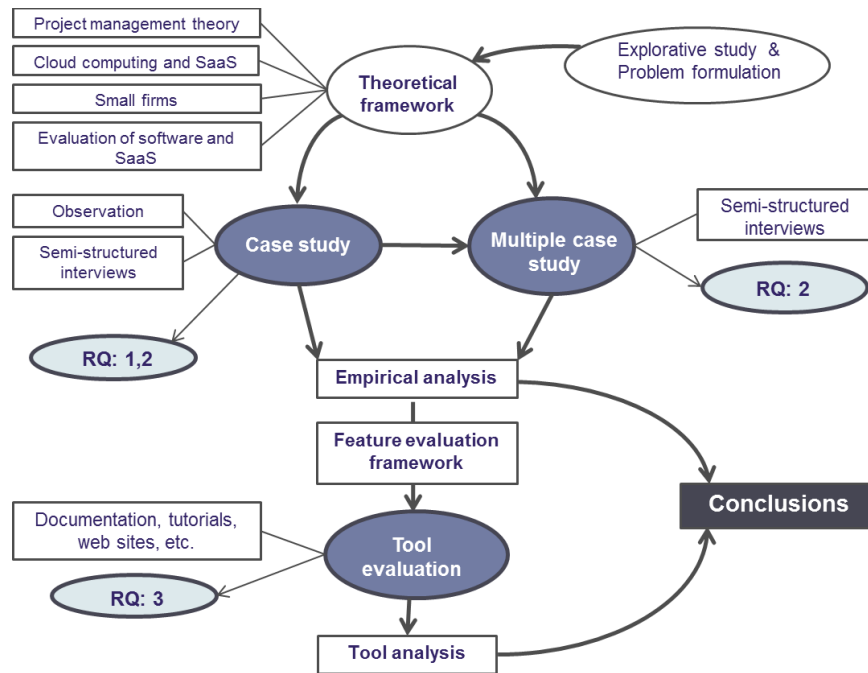 Project management theory
Cloud computing and SaaS
Small firms
Evaluation of software and
SaaS
Theoretical
framework
Explorative study &
Problem formulation
Observation
Semi-structured
interviews
Case study
Multiple case
study
Semi-structured
interviews
RQ: 2
RQ: 1,2
Empirical analysis
Feature evaluation
framework
Conclusions
Documentation, tutorials,
web sites, etc.
Tool
evaluation
RQ: 3
Tool analysis